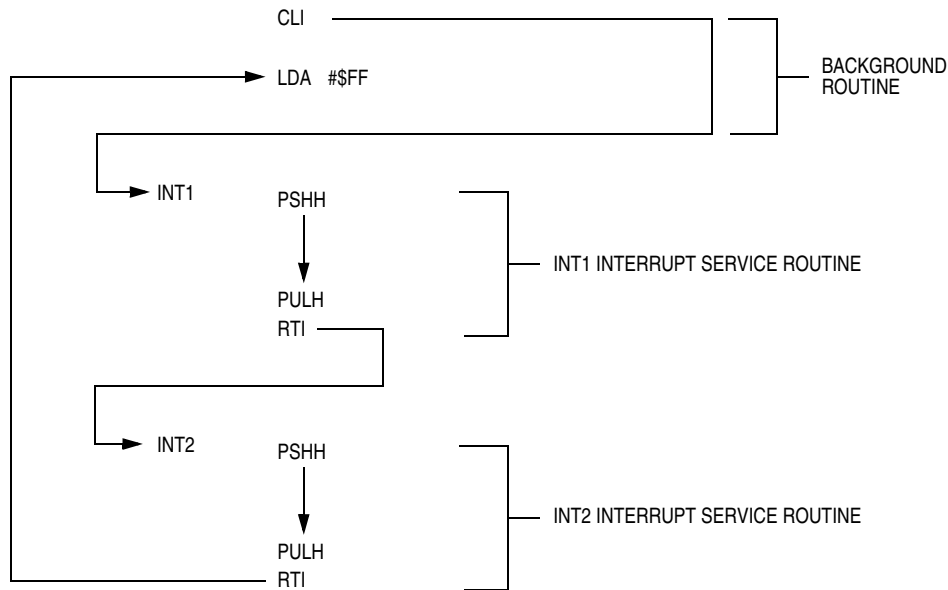 CLI
LDA #$FF
BACKGROUND
ROUTINE
INT1
PSHH
INT1 INTERRUPT SERVICE ROUTINE
PULH
RTI
INT2
PSHH
INT2 INTERRUPT SERVICE ROUTINE
PULH
RTI